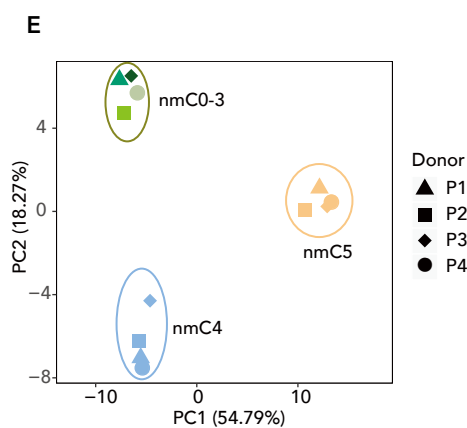 E
nmC0-3
4
0
−4
−8
PC2 (18.27%)
nmC5
nmC4
−10
0
10
PC1 (54.79%)
Donor
P1
P2
P3
P4